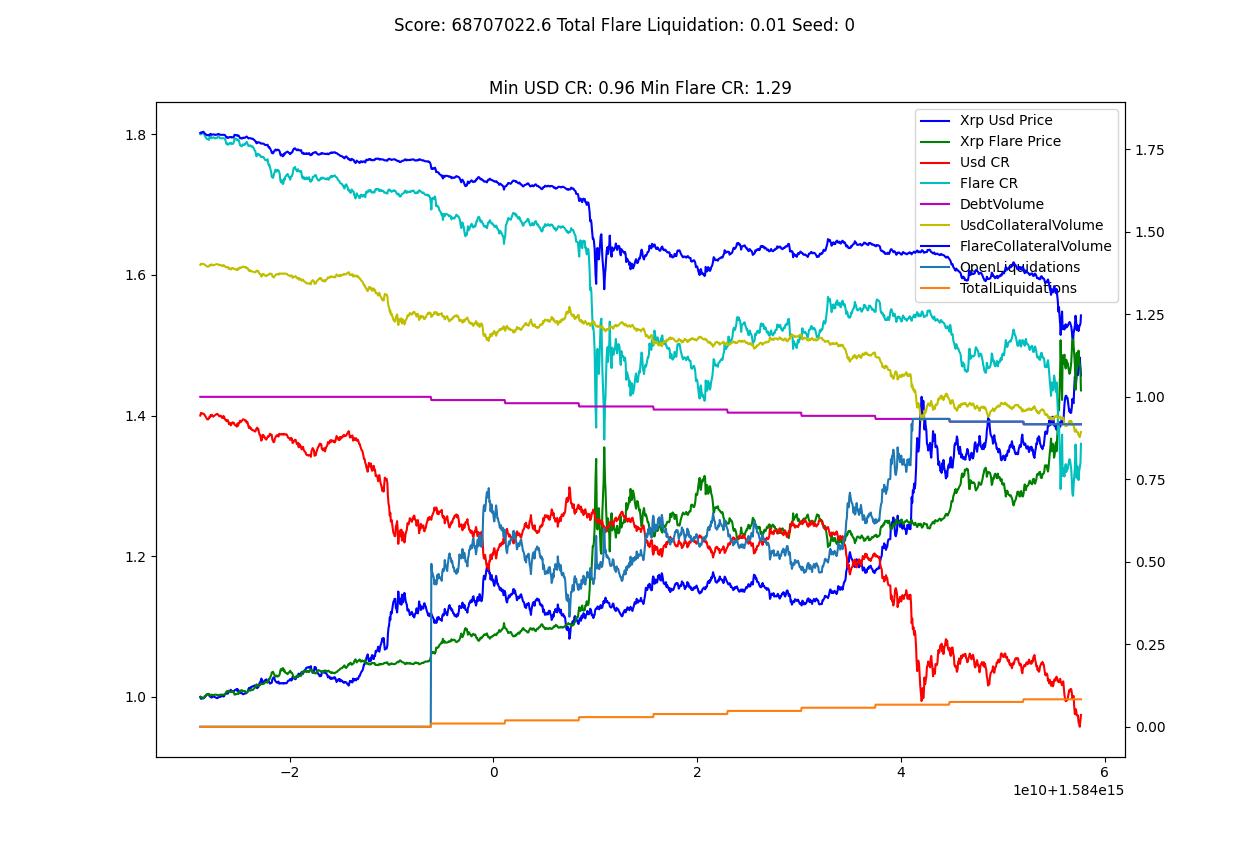 Score: 68707022.6 Total Flare Liquidation: 0.01 Seed: 0
Min USD CR: 0.96 Min Flare CR: 1.29
Xrp Usd Price
Xrp Flare Price
Usd CR
Flare CR
DebtVolume
UsdCollateralVolume
FlareCollateralVolume
OpenLiquidations
TotalLiquidations
1.8
1.6
1.4
1.2
1.0
1.75
1.50
1.25
1.00
0.75
0.50
0.25
0.00
−2 0 2 4 6
1e10+1.584e15